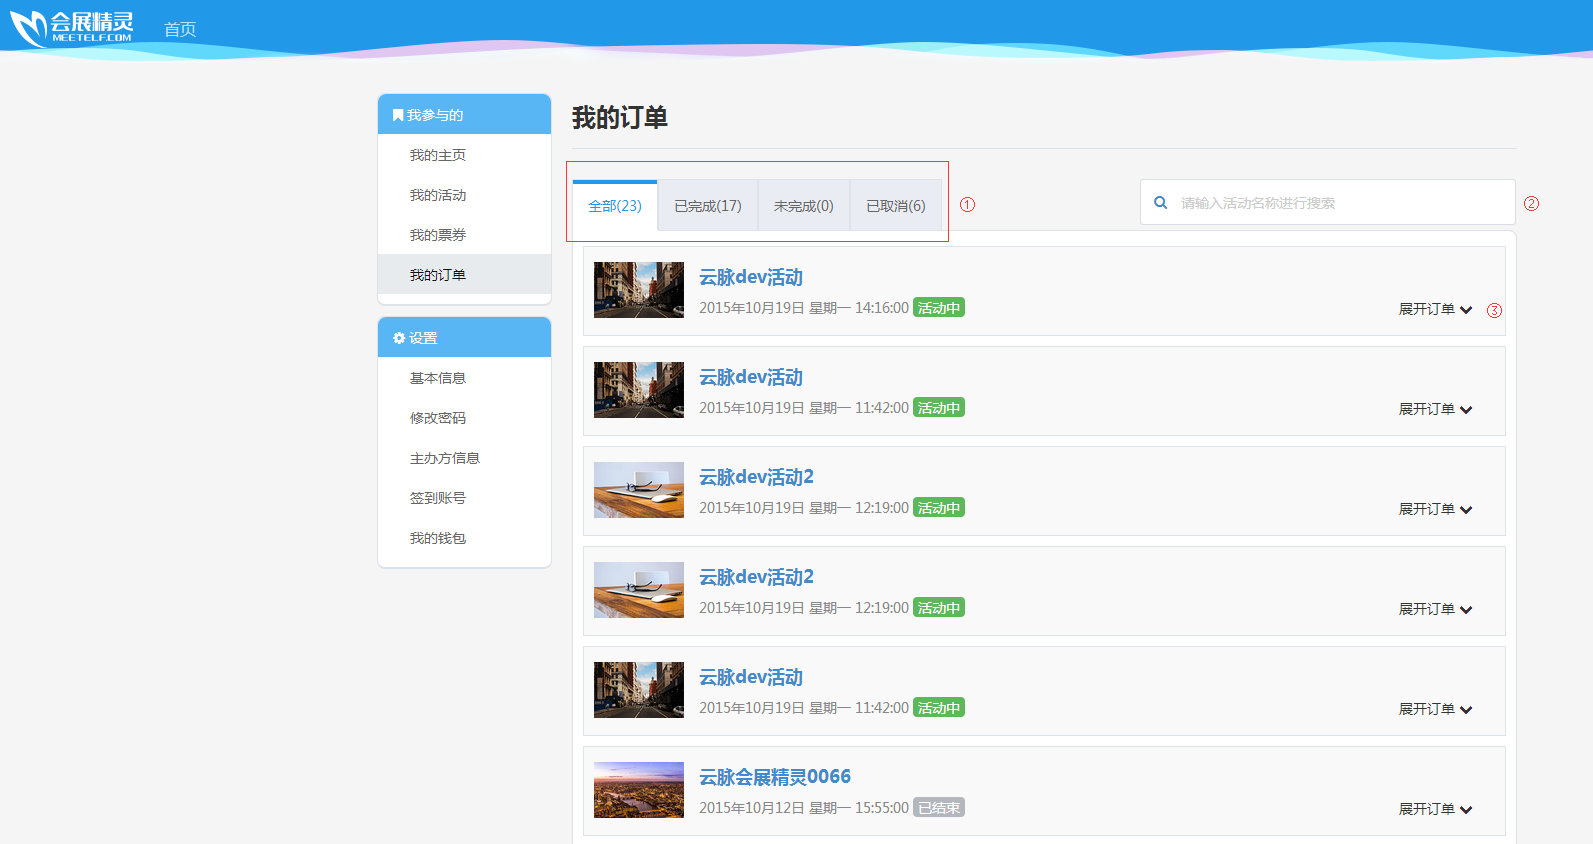 会展精灵
MEETELF.COM
首页
我参与的
我的主页
我的活动
我的票券
我的订单
设置
基本信息
修改密码
主办方信息
签到账号
我的钱包
我的订单
全部(23) 已完成(17) 未完成(0) 已取消(6) ① 请输入活动名称进行搜索 ②
云脉dev活动
2015年10月19日 星期一 14:16:00 活动中 展开订单 ③
云脉dev活动
2015年10月19日 星期一 11:42:00 活动中 展开订单
云脉dev活动2
2015年10月19日 星期一 12:19:00 活动中 展开订单
云脉dev活动2
2015年10月19日 星期一 12:19:00 活动中 展开订单
云脉dev活动
2015年10月19日 星期一 11:42:00 活动中 展开订单
云脉会展精灵0066
2015年10月12日 星期一 15:55:00 已结束 展开订单